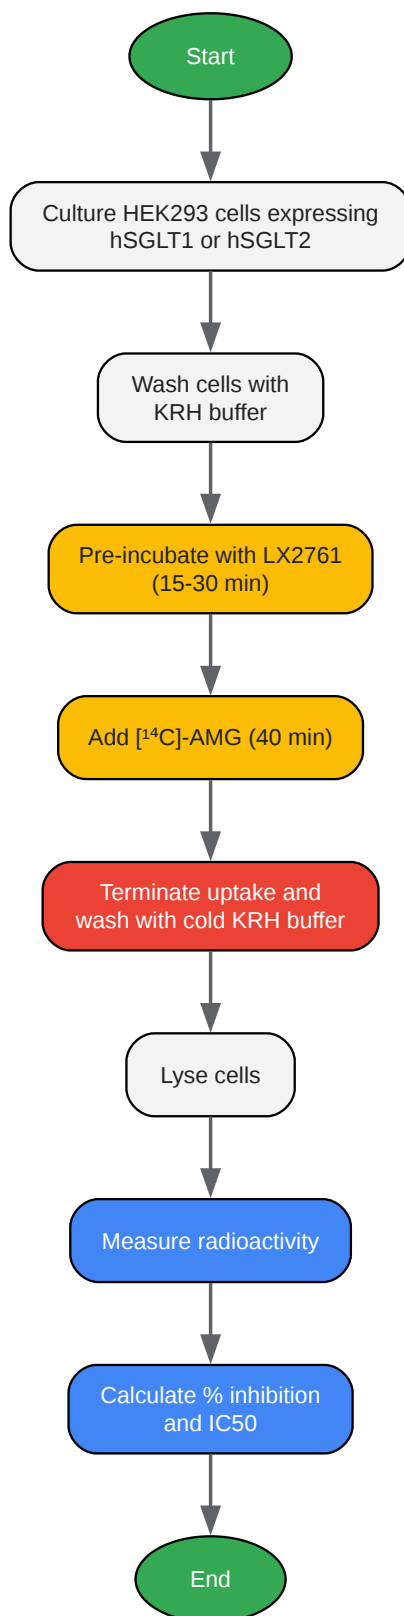 Start
Culture HEK293 cells expressing
hSGLT1 or hSGLT2
Wash cells with
KRH buffer
Pre-incubate with LX2761
(15-30 min)
Add [¹⁴C]-AMG (40 min)
Terminate uptake and
wash with cold KRH buffer
Lyse cells
Measure radioactivity
Calculate % inhibition
and IC50
End